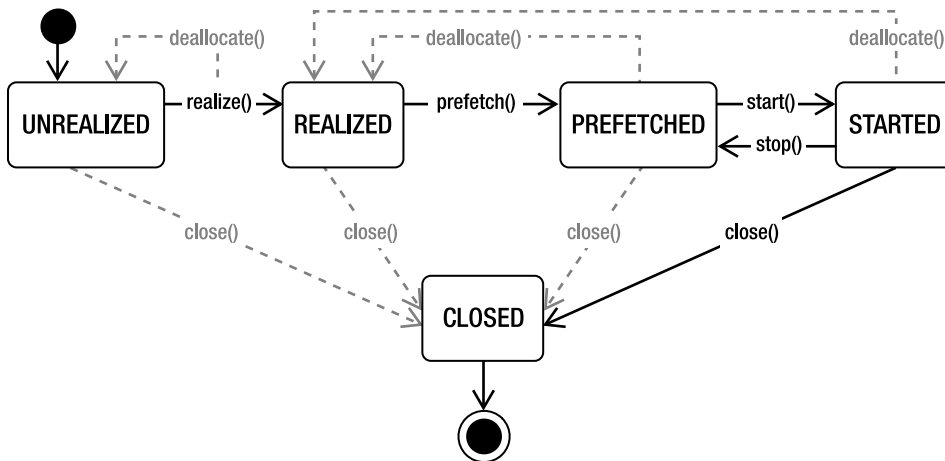 deallocate()
deallocate()
deallocate()
UNREALIZED
realize()
REALIZED
prefetch()
PREFETCHED
start()
stop()
STARTED
close()
close()
close()
close()
CLOSED